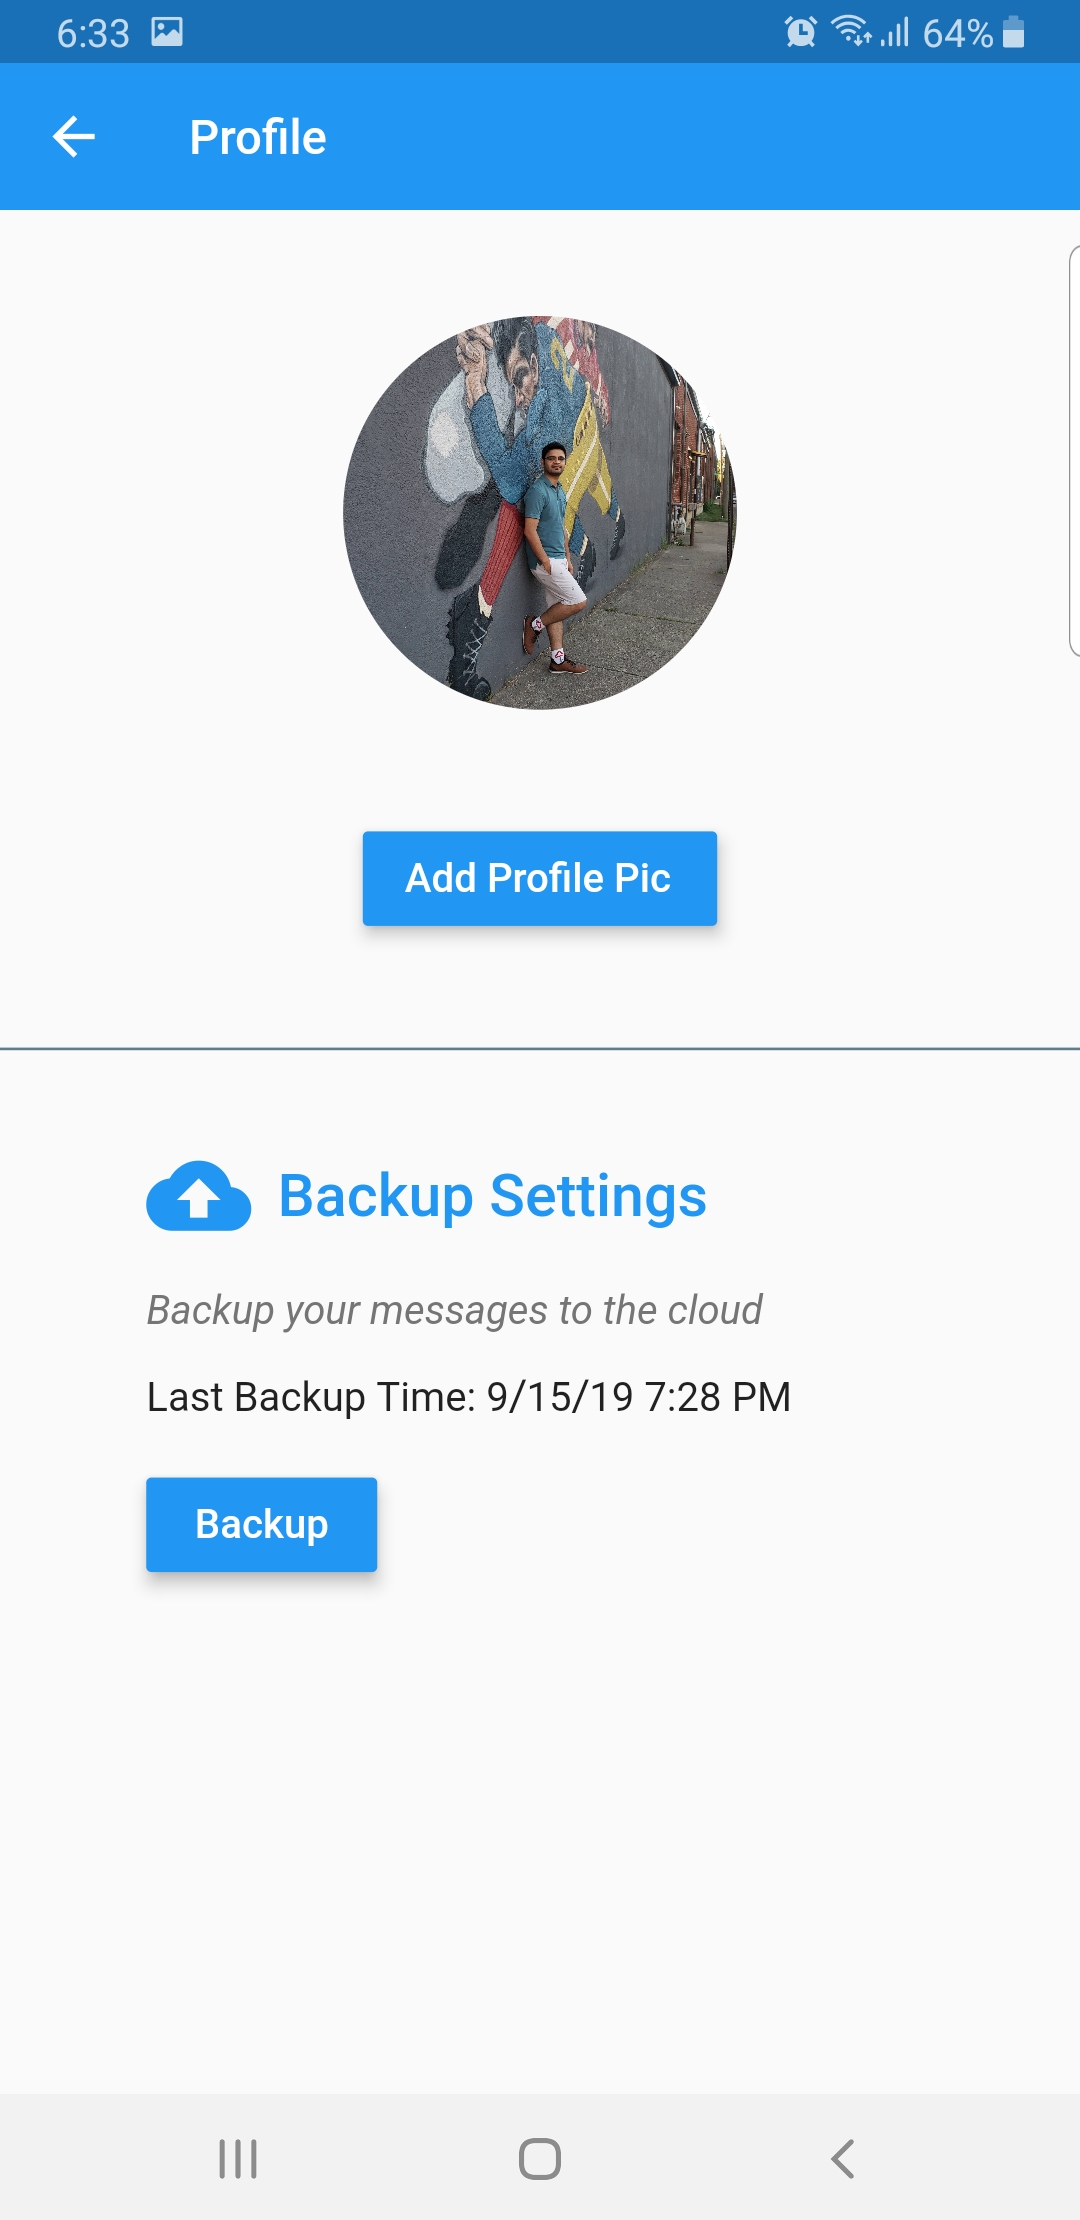 6:33 64%
Profile
2
Add Profile Pic
Backup Settings
Backup your messages to the cloud
Last Backup Time: 9/15/19 7:28 PM
Backup